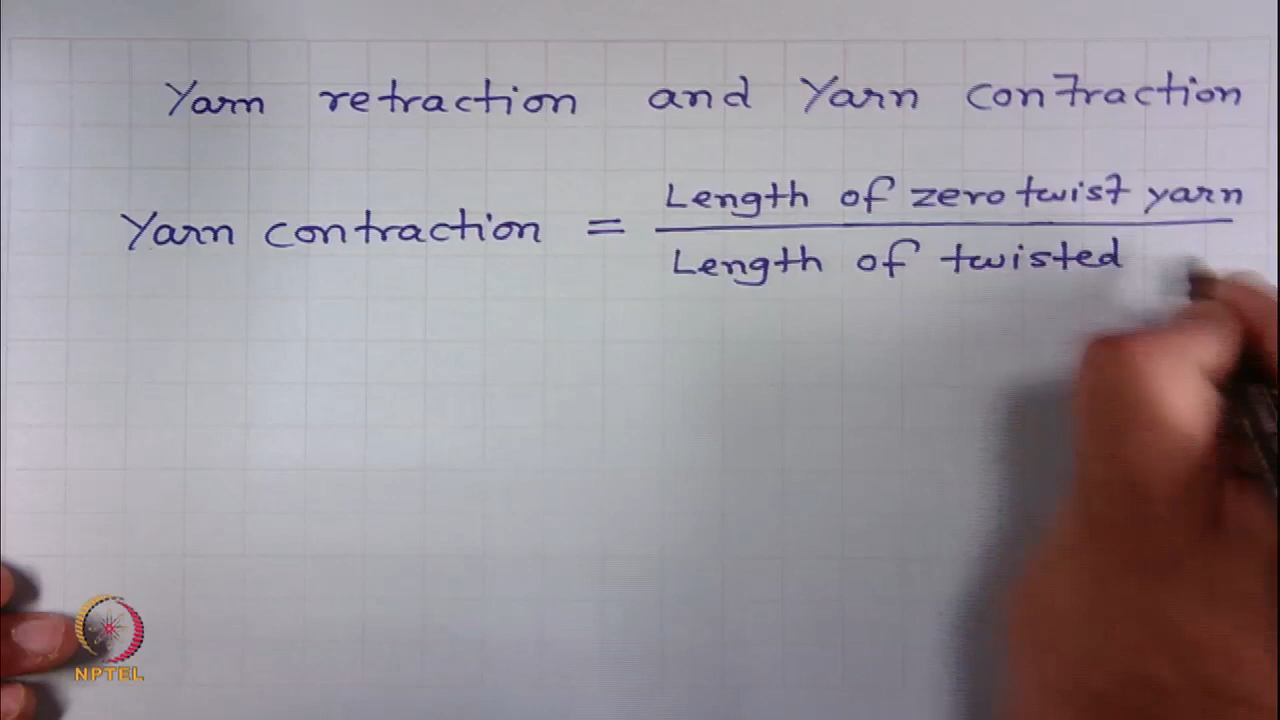 Yarn retraction and Yarn contraction
Yarn contraction = Length of zero twist yarn
Length of twisted
NPTEL